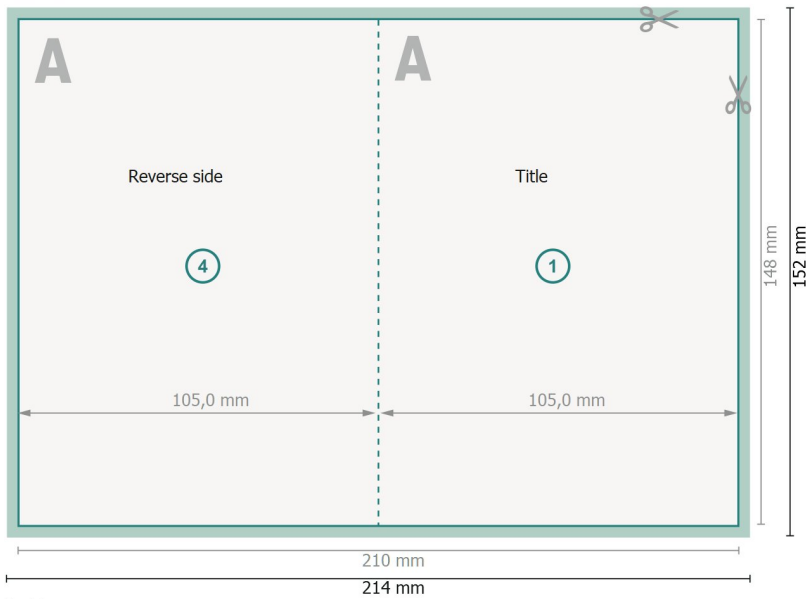 A
A
Reverse side
Title
4
1
105,0 mm
105,0 mm
148 mm
152 mm
210 mm
214 mm